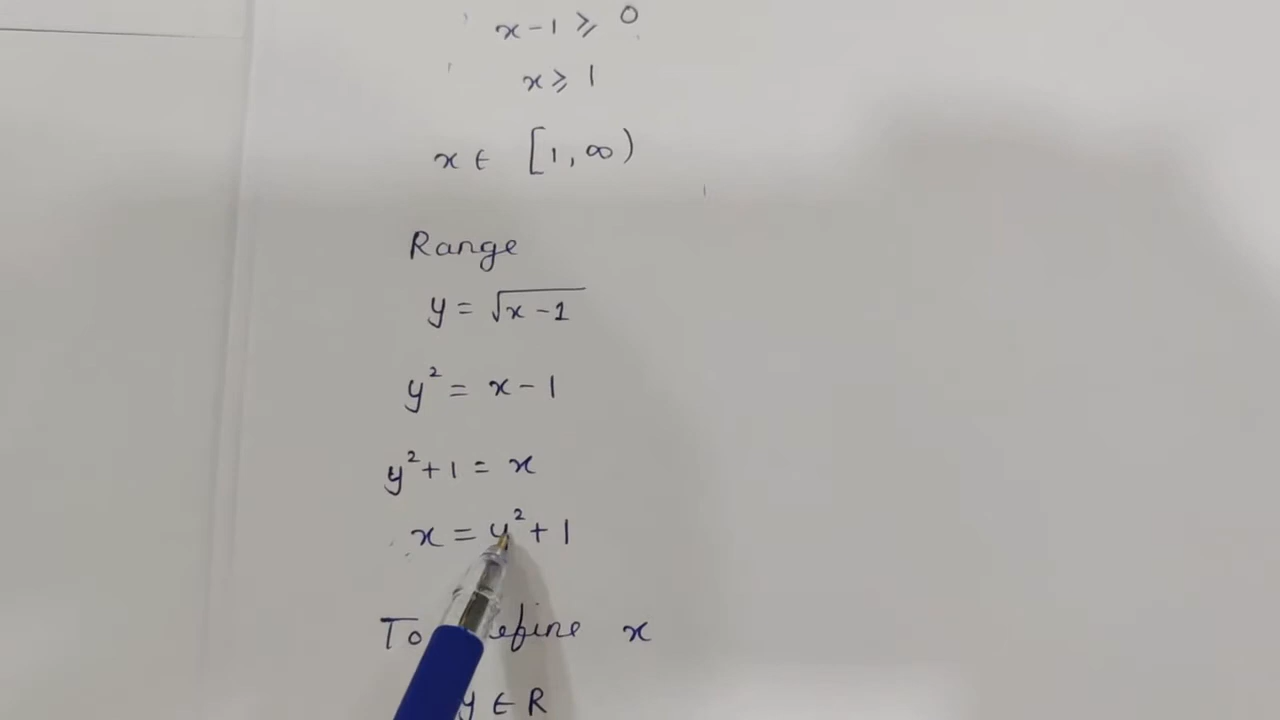 x-1 ⩾ 0
x ⩾ 1
x ∈ [1, ∞)
Range
y = √x-1
y² = x-1
y²+1 = x
x = y²+1
To x
y ∈ R